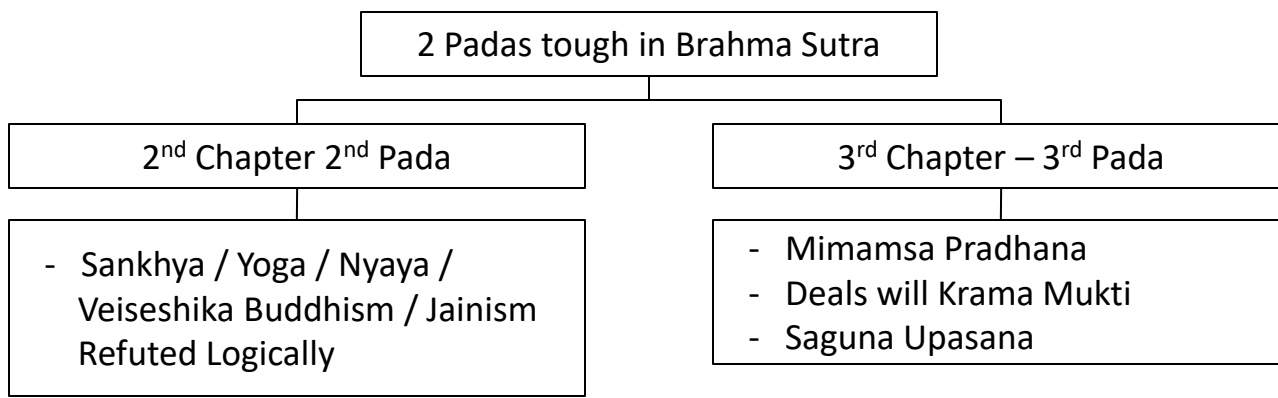 2 Padas tough in Brahma Sutra
2nd Chapter 2nd Pada
- Sankhya / Yoga / Nyaya /
Veiseshika Buddhism / Jainism
Refuted Logically
3rd Chapter – 3rd Pada
- Mimamsa Pradhana
- Deals will Krama Mukti
- Saguna Upasana